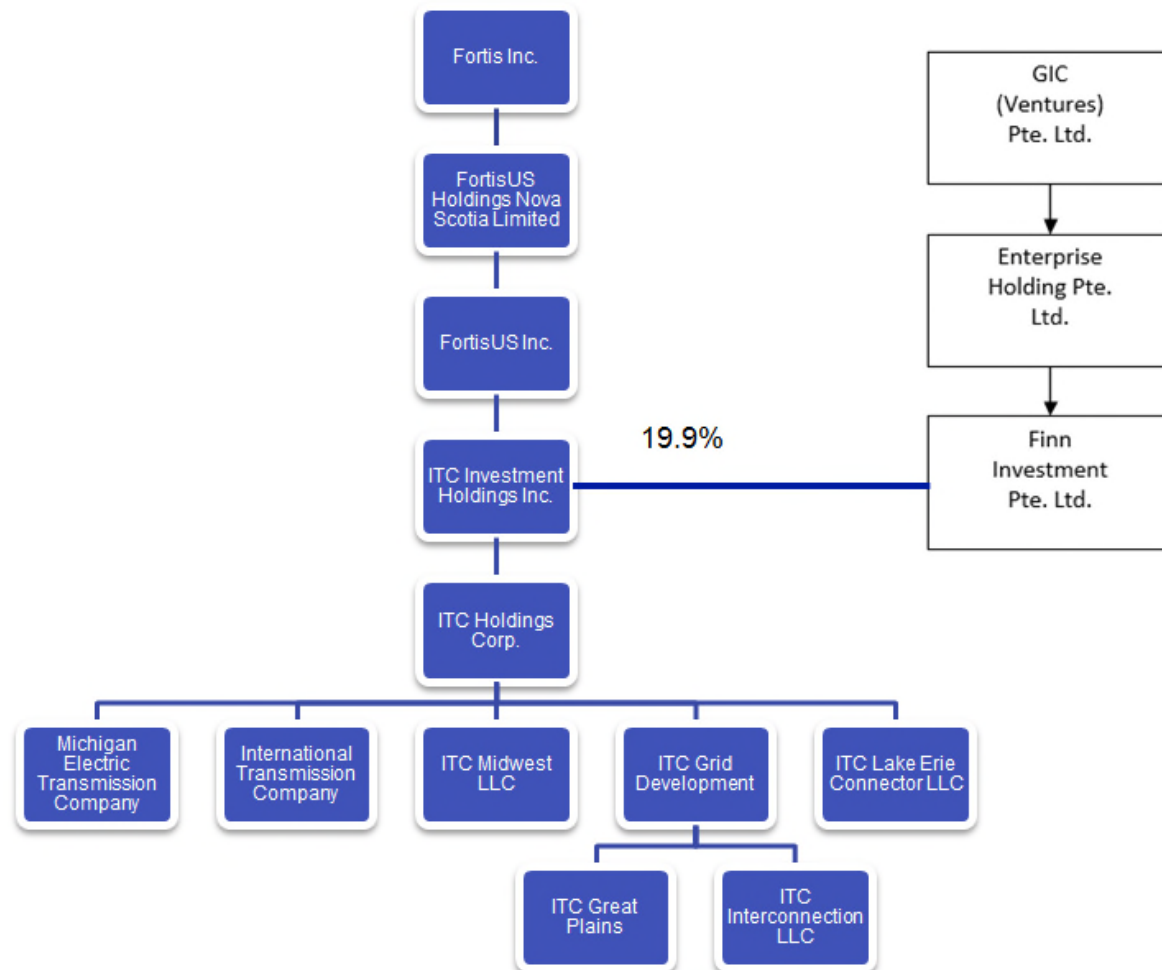 Fortis Inc.
FortisUS
Holdings Nova
Scotia Limited
FortisUS Inc.
ITC Investment
Holdings Inc.
ITC Holdings
Corp.
19.9%
GIC
(Ventures)
Pte. Ltd.
Enterprise
Holding Pte.
Ltd.
Finn
Investment
Pte. Ltd.
Michigan
Electric
Transmission
Company
International
Transmission
Company
ITC Midwest
LLC
ITC Grid
Development
ITC Lake Erie
Connector LLC
ITC Great
Plains
ITC
Interconnection
LLC